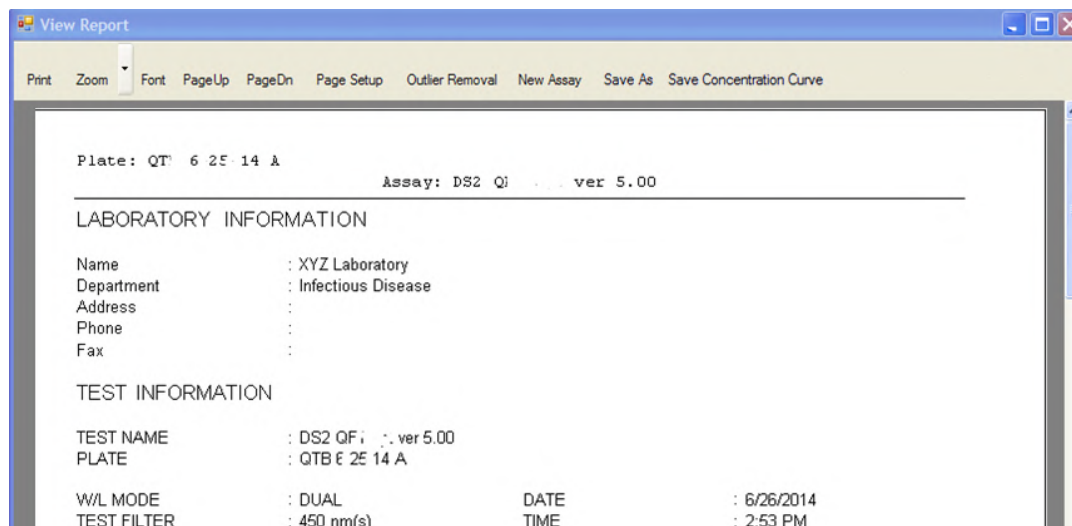 View Report
Print Zoom Font PageUp PageDn Page Setup Outlier Removal New Assay Save As Save Concentration Curve
Plate: 6 25 14 A
Assay: DS2 ver 5.00
LABORATORY INFORMATION
Name : XYZ Laboratory
Department : Infectious Disease
Address :
Phone :
Fax :
TEST INFORMATION
TEST NAME : DS2 ver 5.00
PLATE : QTB 6 25 14 A
W/L MODE : DUAL DATE : 6/26/2014
TEST FILTER : 450 nm(s) TIME : 2:53 PM